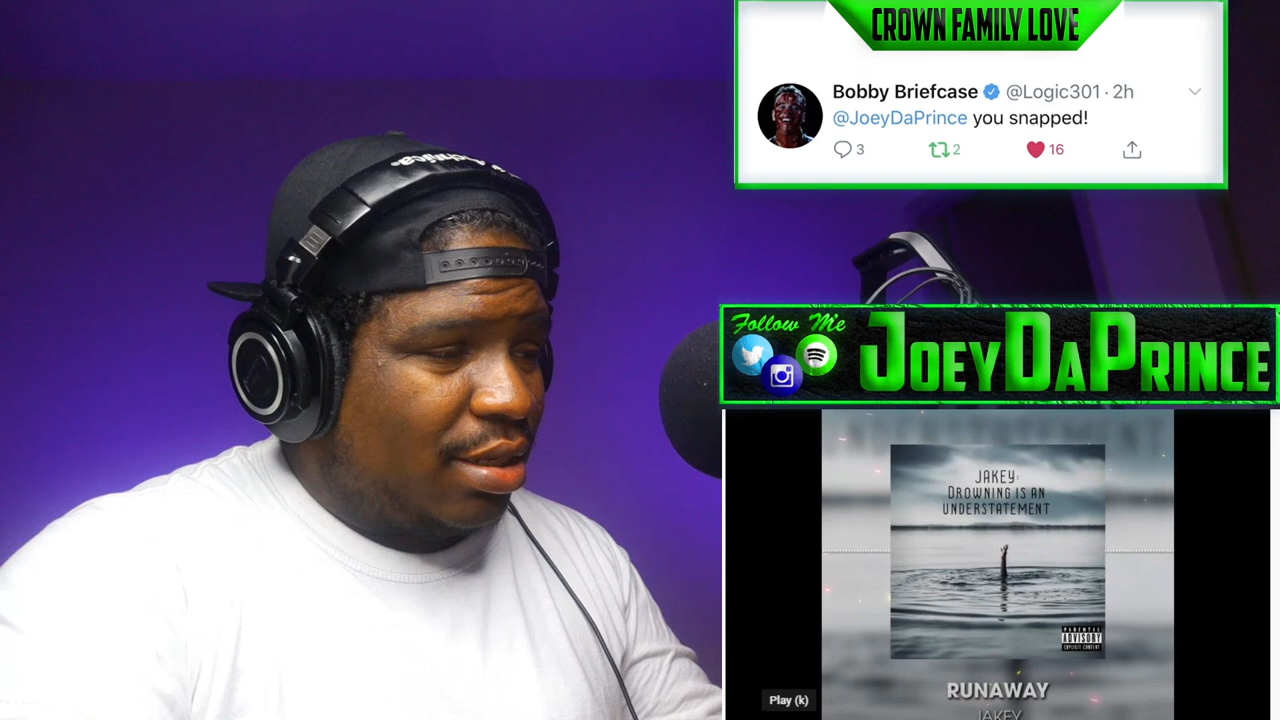 CROWN FAMILY LOVE
Bobby Briefcase @Logic301 · 2h
@JoeyDaPrince you snapped!
3 2 16
Follow Me
JOEYDAPRINCE
JAKEY:
DROWNING IS AN
UNDERSTATEMENT
PARENTAL
ADVISORY
EXPLICIT CONTENT
Play (k)
RUNAWAY
JAKEY